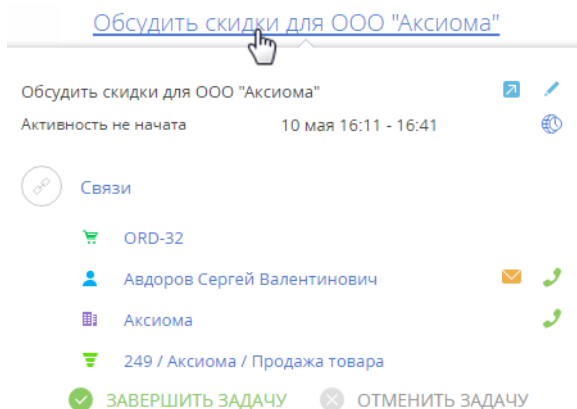 Обсудить скидки для ООО "Аксиома"
Обсудить скидки для ООО "Аксиома"
Активность не начата 10 мая 16:11 - 16:41
Связи
ORD-32
Авдоров Сергей Валентинович
Аксиома
249 / Аксиома / Продажа товара
ЗАВЕРШИТЬ ЗАДАЧУ ОТМЕНИТЬ ЗАДАЧУ